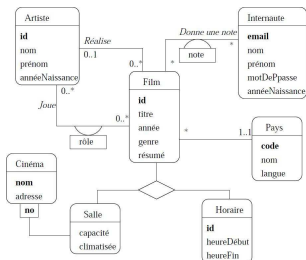 Artiste
id
nom
prénom
annéeNaissance
Réalise
0..1
0..*
Donne une note
*
*
note
Internaute
email
nom
prénom
motDePpasse
annéeNaissance
Joue
0..*
0..*
rôle
Film
id
titre
année
genre
résumé
*
1..1
Pays
code
nom
langue
Cinéma
nom
adresse
no
Salle
capacité
climatisée
Horaire
id
heureDébut
heureFin